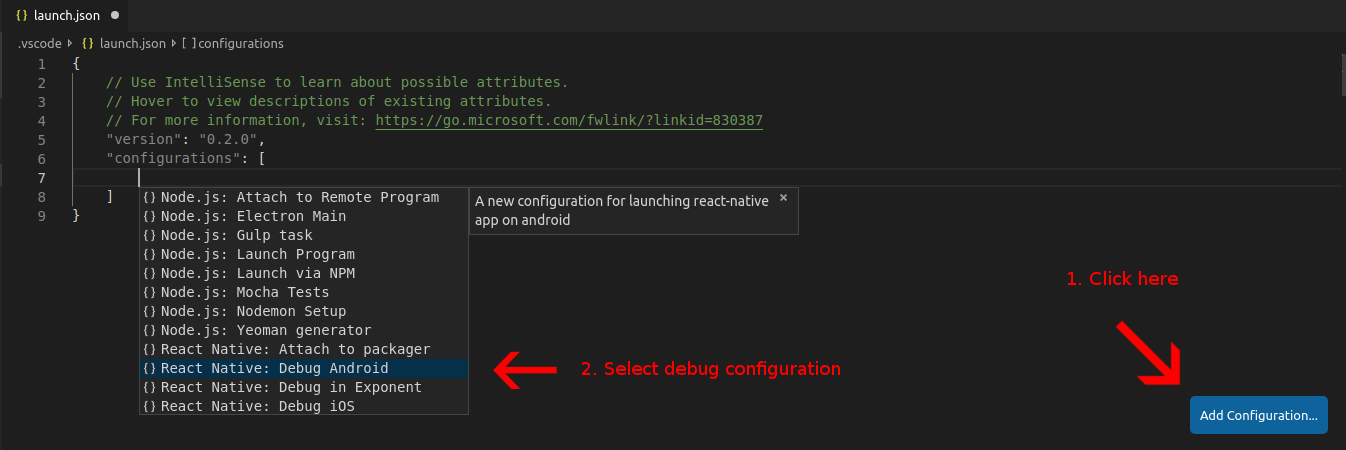 {} launch.json
.vscode {} launch.json [ ]configurations
1 {
2 // Use IntelliSense to learn about possible attributes.
3 // Hover to view descriptions of existing attributes.
4 // For more information, visit: https://go.microsoft.com/fwlink/?linkid=830387
5 "version": "0.2.0",
6 "configurations": [
7
8 ]
9 }
{} Node.js: Attach to Remote Program
{} Node.js: Electron Main
{} Node.js: Gulp task
{} Node.js: Launch Program
{} Node.js: Launch via NPM
{} Node.js: Mocha Tests
{} Node.js: Nodemon Setup
{} Node.js: Yeoman generator
{} React Native: Attach to packager
{} React Native: Debug Android
{} React Native: Debug in Exponent
{} React Native: Debug iOS
A new configuration for launching react-native ×
app on android
1. Click here
2. Select debug configuration
Add Configuration...